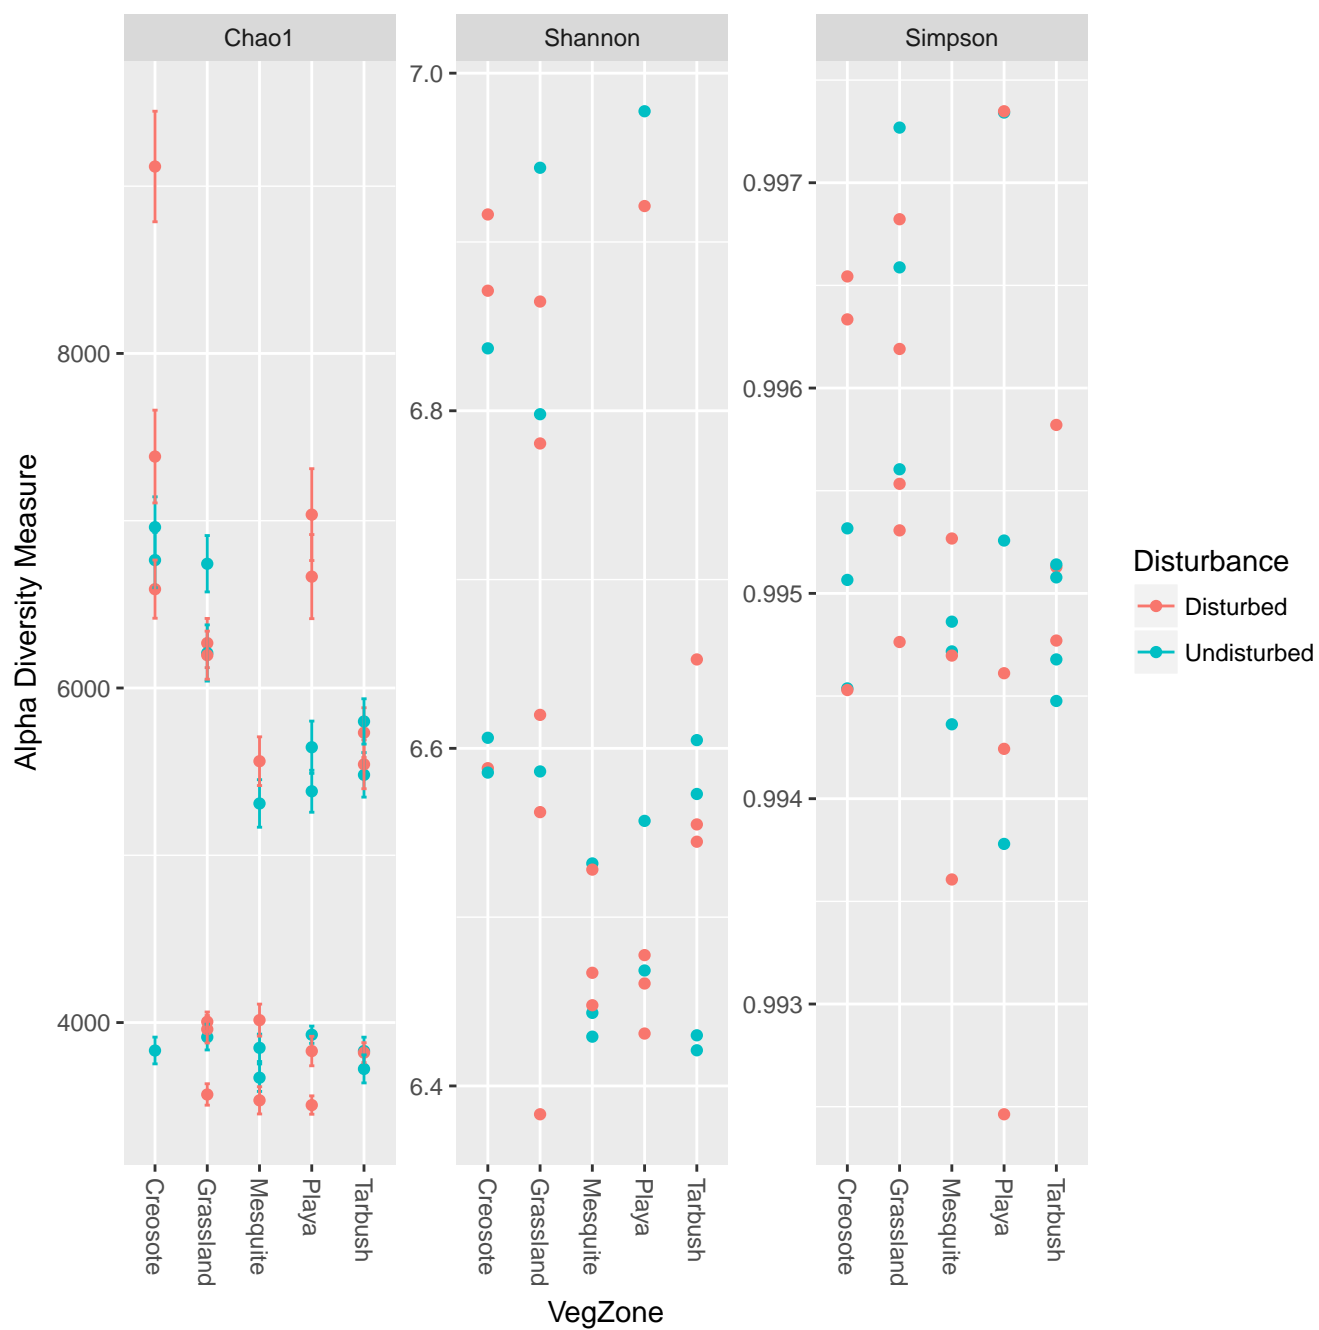 Chao1
Shannon
Simpson
Alpha Diversity Measure
8000
6000
4000
7.0
6.8
6.6
6.4
0.997
0.996
0.995
0.994
0.993
Creosote
Grassland
Mesquite
Playa
Tarbush
Creosote
Grassland
Mesquite
Playa
Tarbush
Creosote
Grassland
Mesquite
Playa
Tarbush
VegZone
Disturbance
Disturbed
Undisturbed